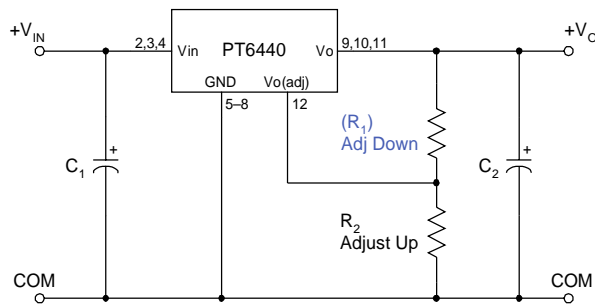 +VIN
2,3,4
Vin
PT6440
Vo
9,10,11
+VO
GND
Vo(adj)
5–8
12
(R1)
Adj Down
C1
+
C2
+
R2
Adjust Up
COM
COM